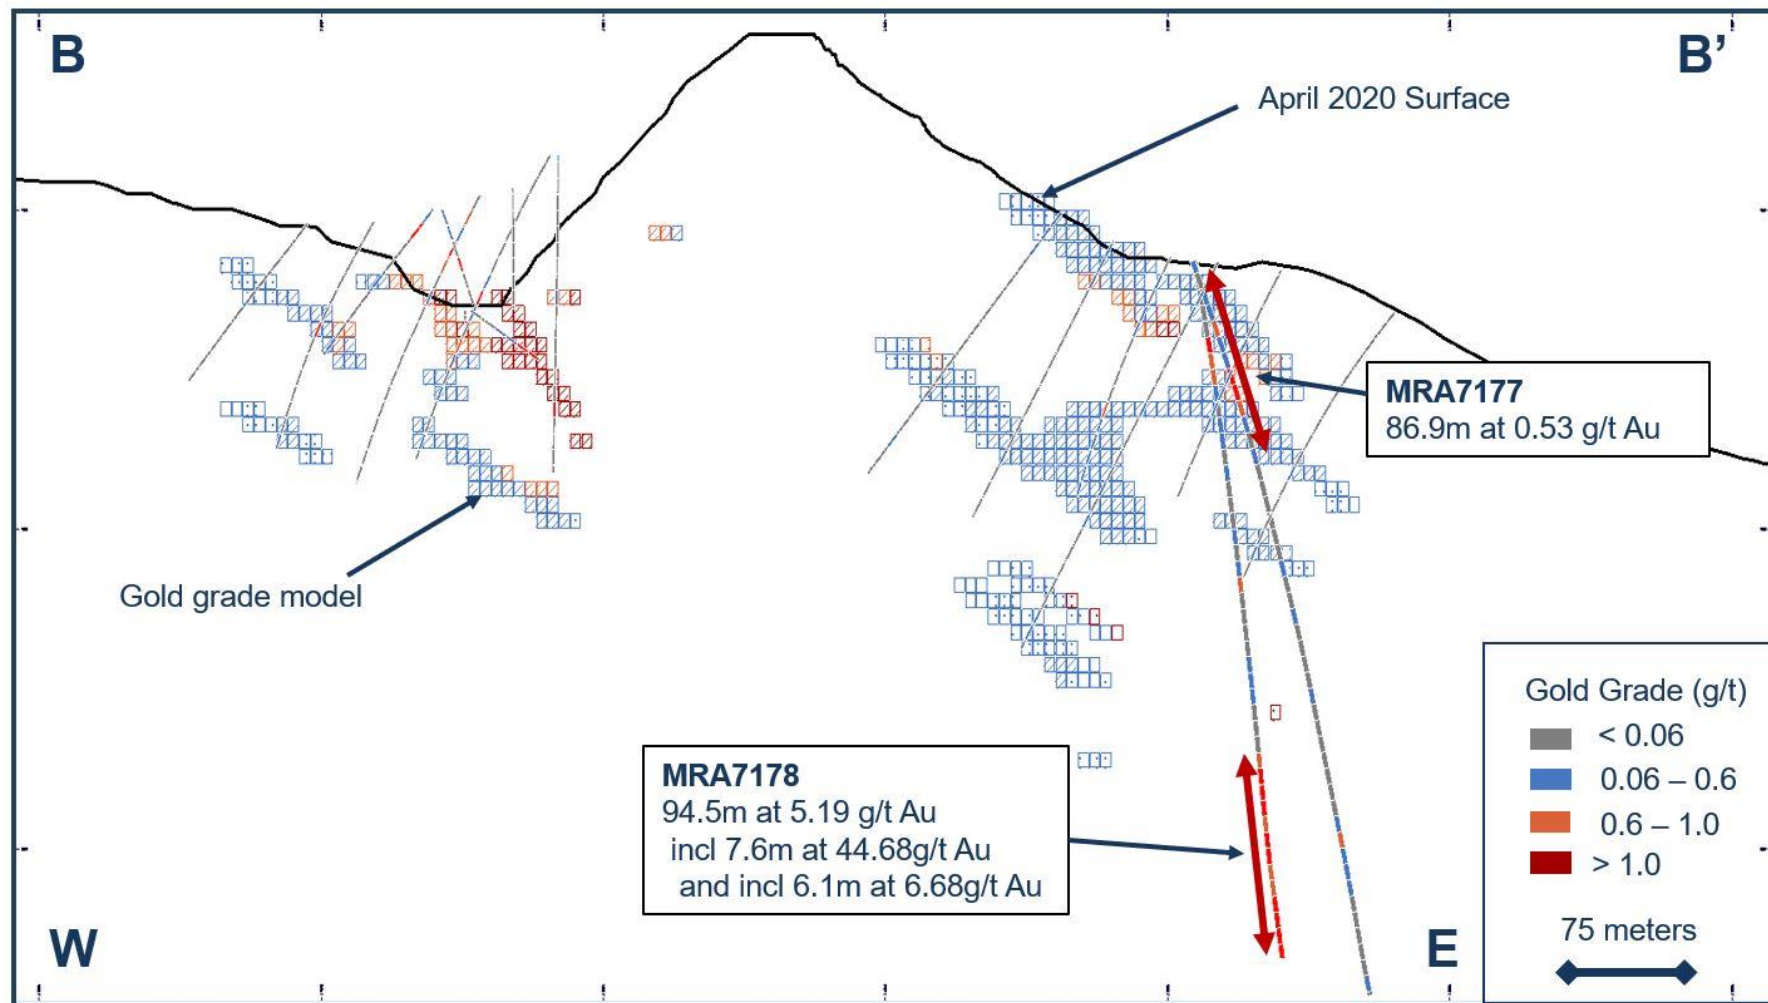 B
B’
April 2020 Surface
MRA7177
86.9m at 0.53 g/t Au
Gold grade model
MRA7178
94.5m at 5.19 g/t Au
incl 7.6m at 44.68g/t Au
and incl 6.1m at 6.68g/t Au
Gold Grade (g/t)
< 0.06
0.06 – 0.6
0.6 – 1.0
> 1.0
75 meters
W
E